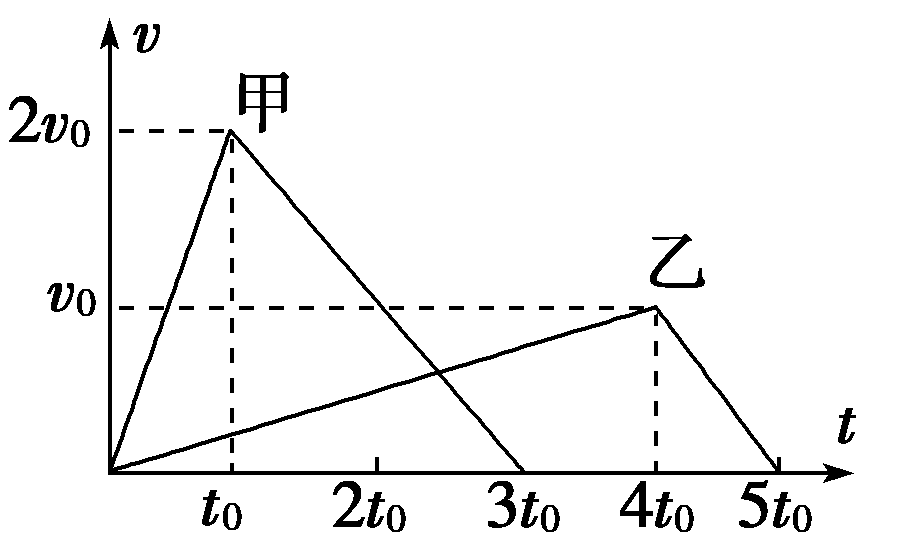 v
甲
2v₀
乙
v₀
t
t₀ 2t₀ 3t₀ 4t₀ 5t₀